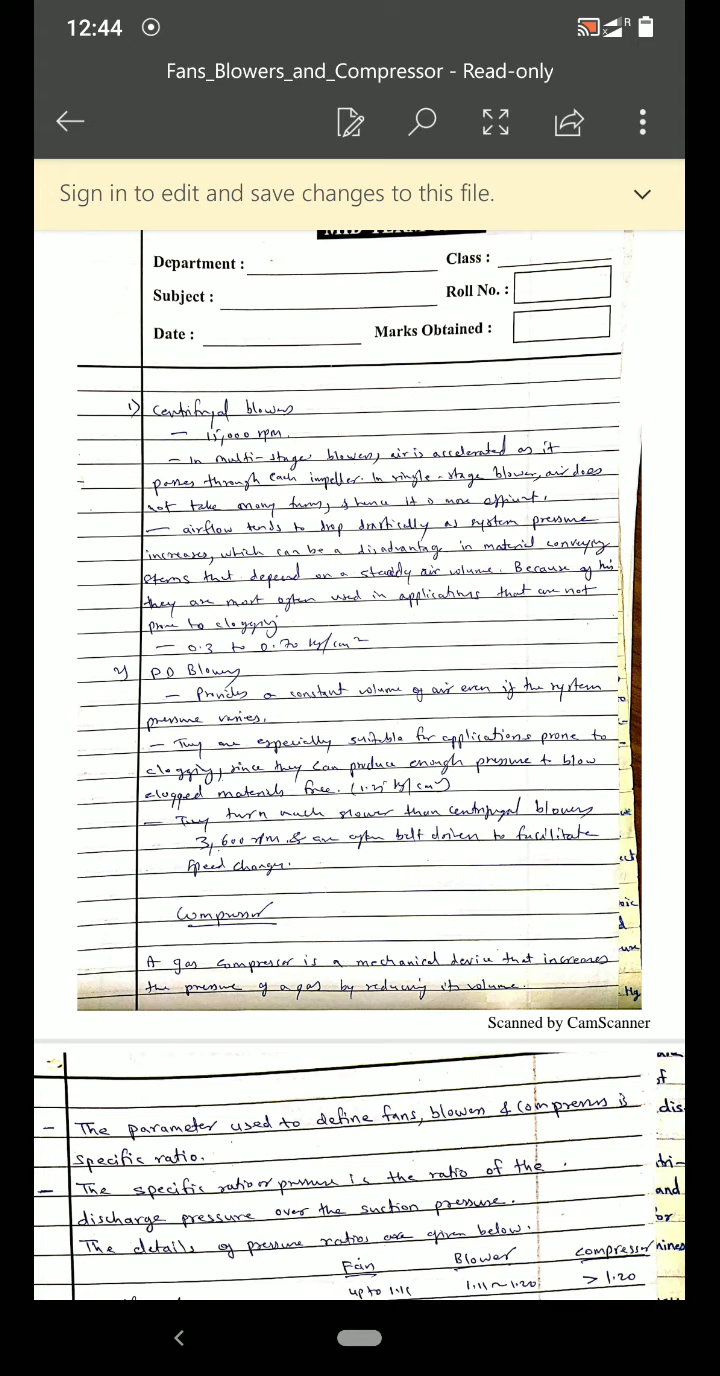 12:44
R
Fans_Blowers_and_Compressor - Read-only
Sign in to edit and save changes to this file.
Department :
Class :
Subject :
Roll No. :
Date :
Marks Obtained :
1) Centrifugal blowers
— 15,000 rpm.
— In multi-stage blowers, air is accelerated as it
passes through each impeller. In single-stage blower, air does
not take many turns, & hence it is more efficient.
— airflow tends to drop drastically as system pressure
increases, which can be a disadvantage in material conveying
stems that depend on a steady air volume. Because of this
they are most often used in applications that are not
prone to clogging
— 0.3 to 0.70 kg/cm²
2) PD Blowers
— Provides a constant volume of air even if the system
pressure varies.
— They are especially suitable for applications prone to
clogging, since they can produce enough pressure to blow
clogged materials free. (1.25 kg/cm²)
— They turn much slower than centrifugal blowers
3,600 rpm & are often belt driven to facilitate
speed changes.
Compressor
A gas compressor is a mechanical device that increases
the pressure of a gas by reducing its volume.
Hg
Scanned by CamScanner
— The parameter used to define fans, blowers & compressors is
specific ratio.
— The specific ratio or pressure is the ratio of the
discharge pressure over the suction pressure.
The details of pressure ratios are given below.
Fan Blower Compressor
up to 1.11 1.11 ~ 1.20 > 1.20